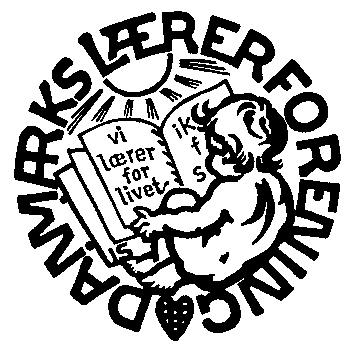 DANMARKS LÆRERFORENING
vi
lærer
for
livet
ik
f
s